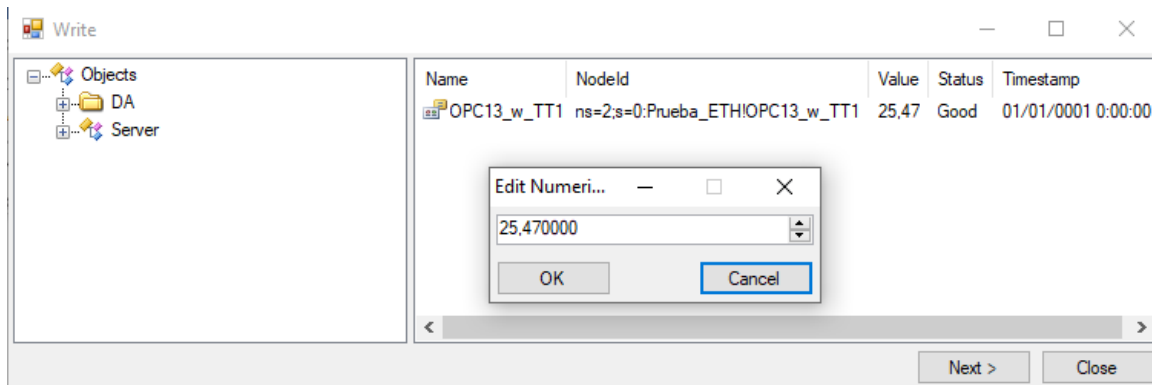 Write
Objects
DA
Server
Name NodeId Value Status Timestamp
OPC13_w_TT1 ns=2;s=0:Prueba_ETH!OPC13_w_TT1 25,47 Good 01/01/0001 0:00:00
Edit Numeri...
25,470000
OK Cancel
Next > Close